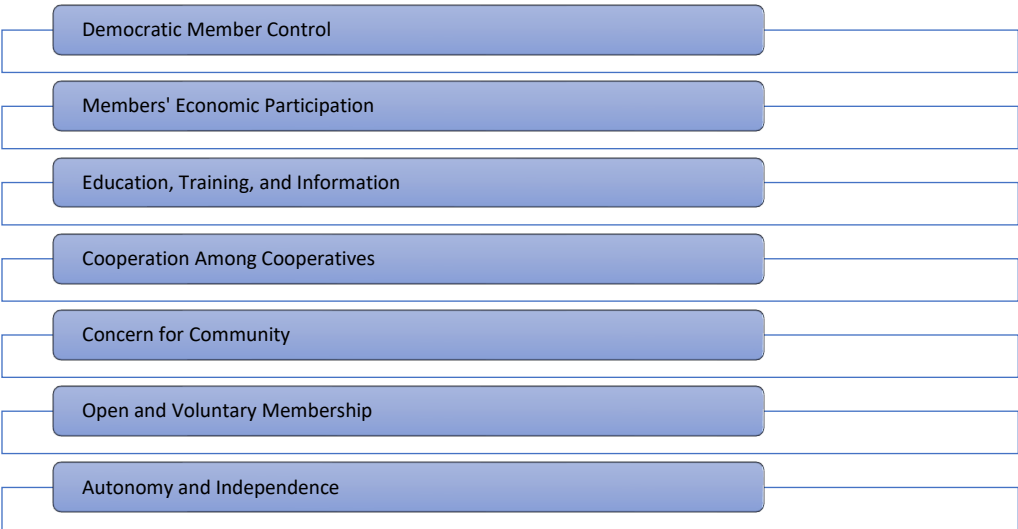 Democratic Member Control
Members' Economic Participation
Education, Training, and Information
Cooperation Among Cooperatives
Concern for Community
Open and Voluntary Membership
Autonomy and Independence